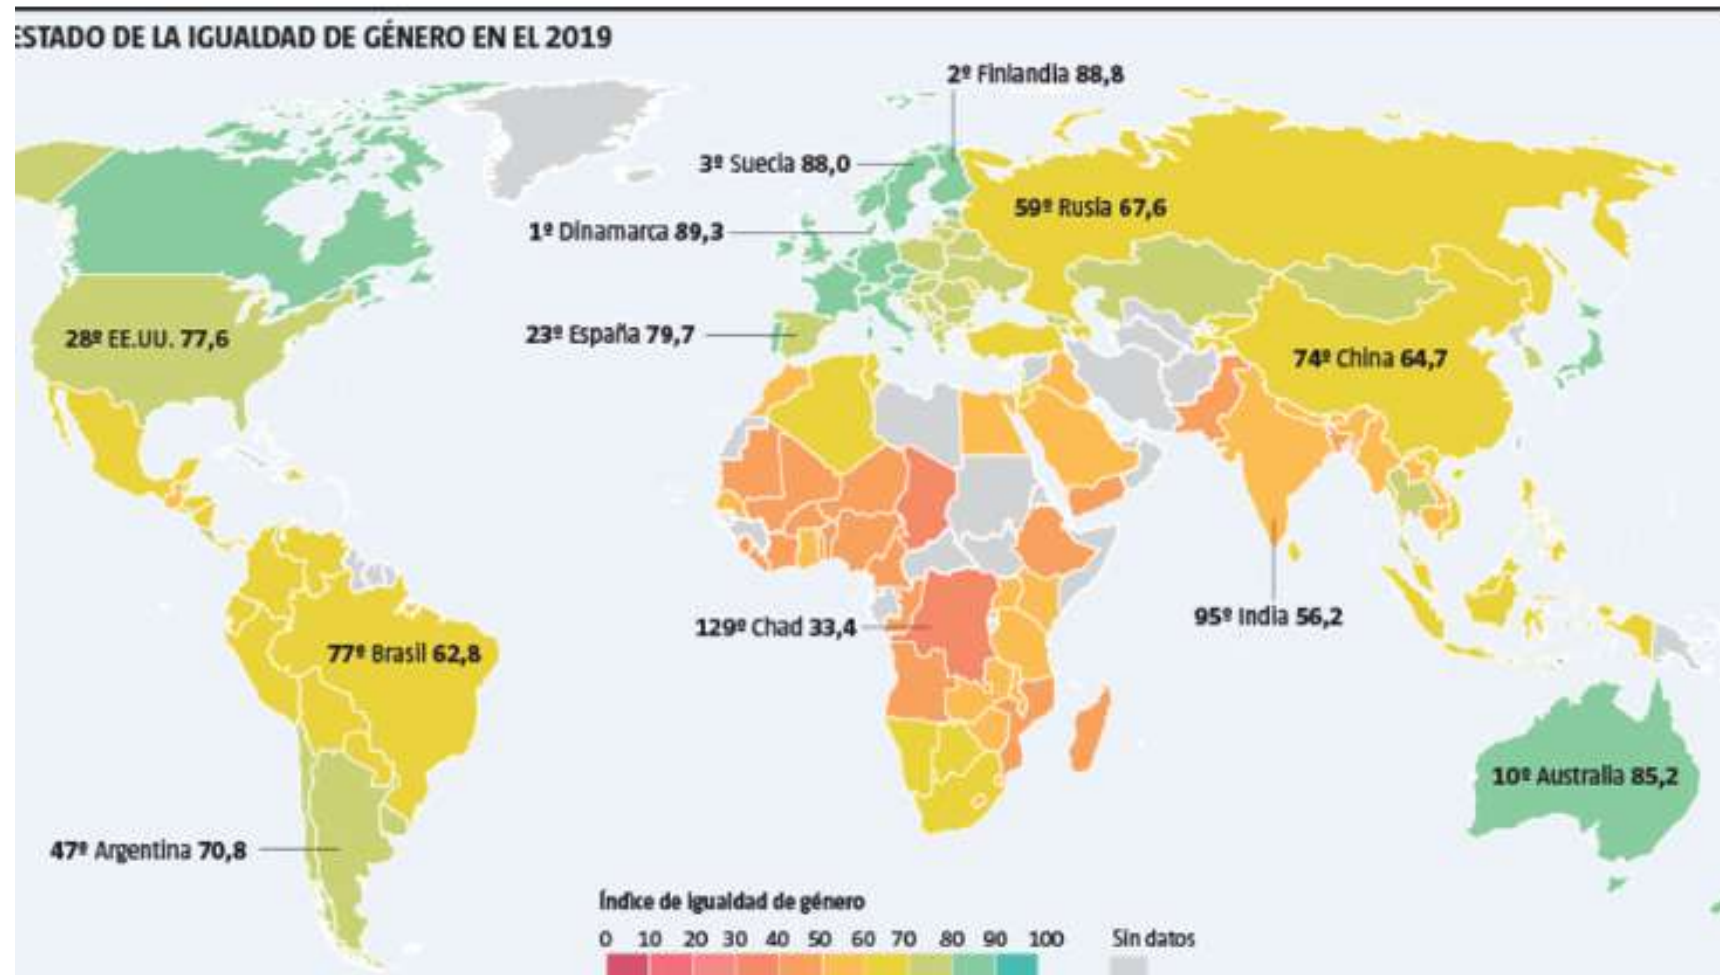 ESTADO DE LA IGUALDAD DE GÉNERO EN EL 2019
2º Finlandia 88,8
3º Suecia 88,0
1º Dinamarca 89,3
59º Rusia 67,6
28º EE.UU. 77,6
23º España 79,7
74º China 64,7
129º Chad 33,4
95º India 56,2
77º Brasil 62,8
10º Australia 85,2
47º Argentina 70,8
Índice de igualdad de género
0 10 20 30 40 50 60 70 80 90 100 Sin datos